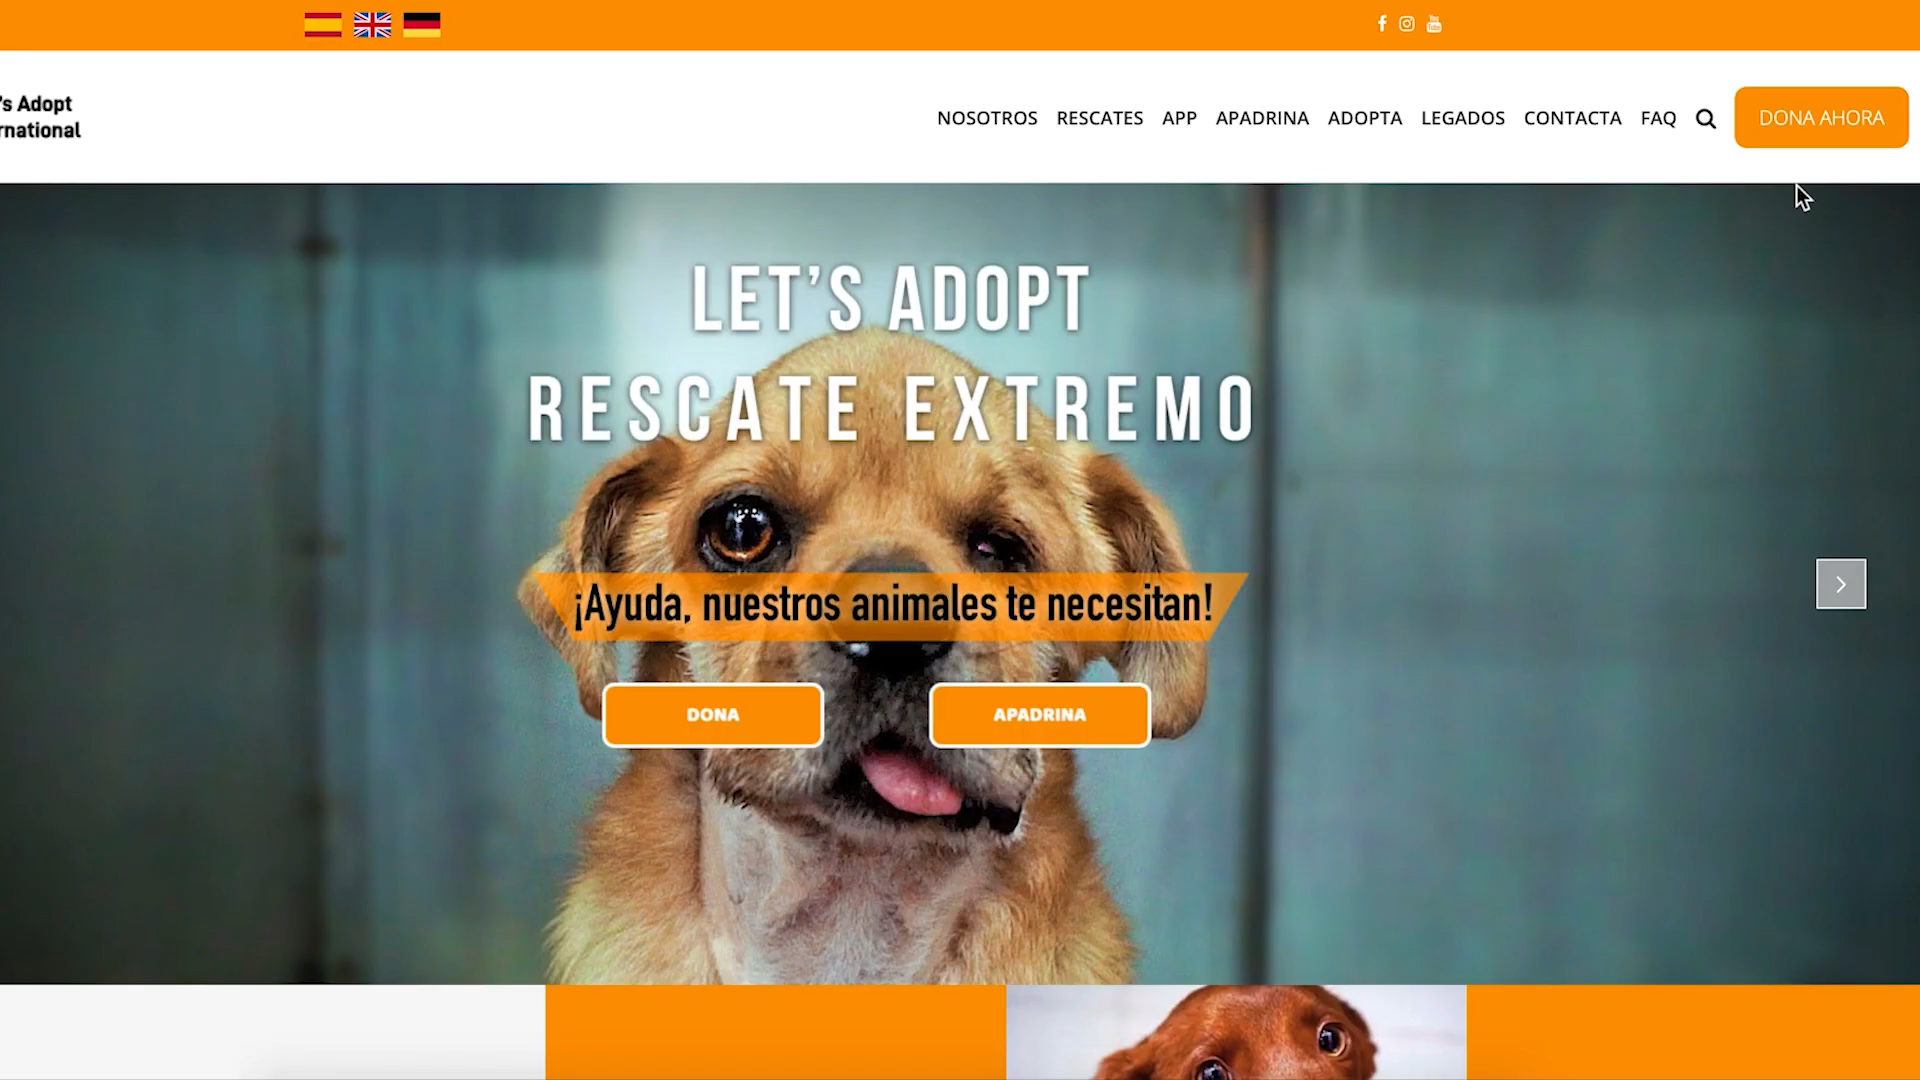 's Adopt
rnational
NOSOTROS RESCATES APP APADRINA ADOPTA LEGADOS CONTACTA FAQ DONA AHORA
LET'S ADOPT
RESCATE EXTREMO
¡Ayuda, nuestros animales te necesitan!
DONA APADRINA